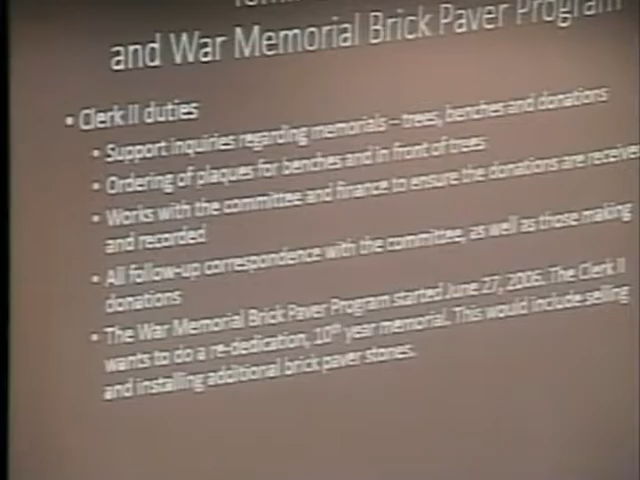 and War Memorial Brick Paver Program
• Clerk II duties
• Support inquiries regarding memorials – trees, benches and donations
• Ordering of plaques for benches and in front of trees
• Works with the committee and finance to ensure the donations are receive
and recorded
• All follow-up correspondence with the committee, as well as those making
donations
• The War Memorial Brick Paver Program started June 27, 2005. The Clerk II
wants to do a re-dedication, 10th year memorial. This would include selling
and installing additional brick paver stones.